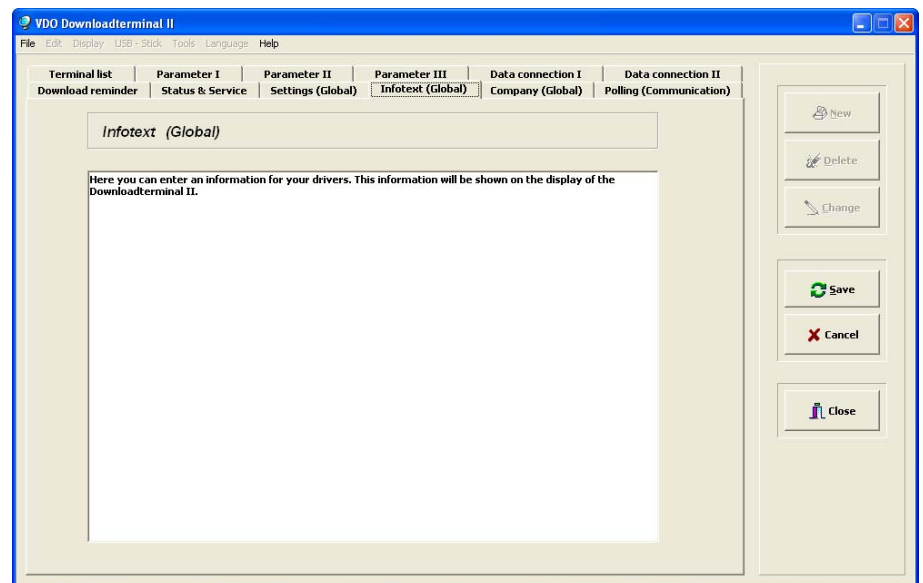 VDO Downloadterminal II
File Edit Display USB-Stick Tools Language Help
Terminal list Parameter I Parameter II Parameter III Data connection I Data connection II
Download reminder Status & Service Settings (Global) Infotext (Global) Company (Global) Polling (Communication)
Infotext (Global)
Here you can enter an information for your drivers. This information will be shown on the display of the
Downloadterminal II.
New
Delete
Change
Save
Cancel
Close